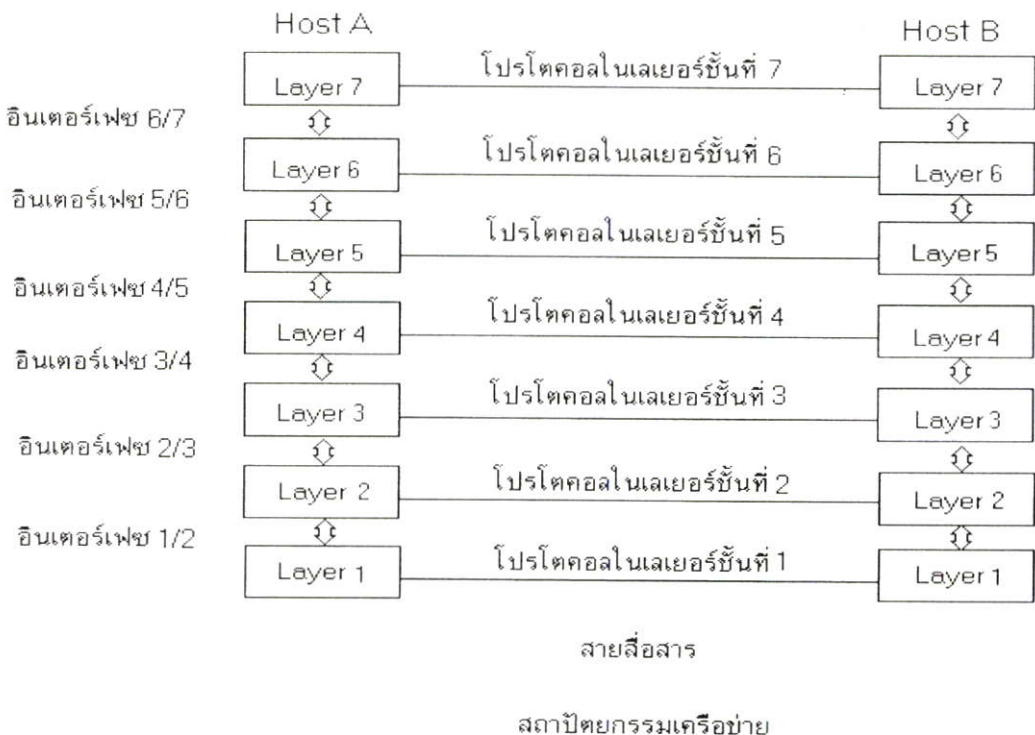 Host A
Host B
Layer 7
โปรโตคอลในเลเยอร์ชั้นที่ 7
Layer 7
อินเตอร์เฟซ 6/7
Layer 6
โปรโตคอลในเลเยอร์ชั้นที่ 6
Layer 6
อินเตอร์เฟซ 5/6
Layer 5
โปรโตคอลในเลเยอร์ชั้นที่ 5
Layer 5
อินเตอร์เฟซ 4/5
Layer 4
โปรโตคอลในเลเยอร์ชั้นที่ 4
Layer 4
อินเตอร์เฟซ 3/4
Layer 3
โปรโตคอลในเลเยอร์ชั้นที่ 3
Layer 3
อินเตอร์เฟซ 2/3
Layer 2
โปรโตคอลในเลเยอร์ชั้นที่ 2
Layer 2
อินเตอร์เฟซ 1/2
Layer 1
โปรโตคอลในเลเยอร์ชั้นที่ 1
Layer 1
สายสื่อสาร
สถาปัตยกรรมเครือข่าย